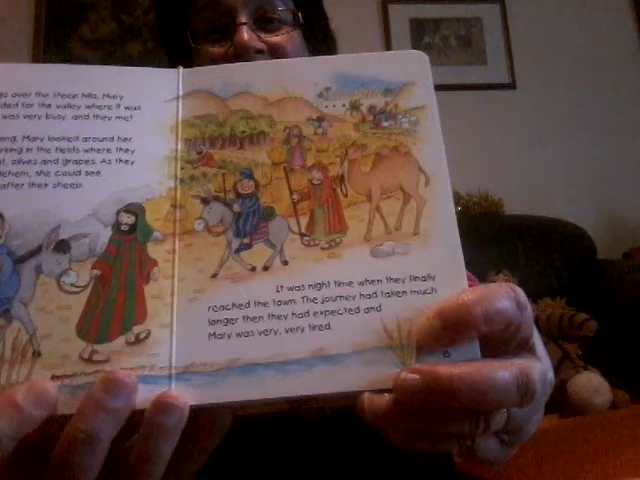 go over the steep hills, Mary
ded for the valley where it was
was very busy, and they met
Mary looked around her.
rking in the fields where they
olives and grapes. As they
she could see
after their sheep.
It was night time when they finally
reached the town. The journey had taken much
longer then they had expected and
Mary was very, very tired.